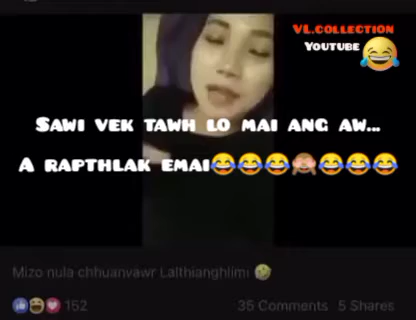 VL.COLLECTION
YOUTUBE 😂
SAWI VEK TAWH LO MAI ANG AW...
A RAPTHLAK EMAI😂😂😂🙈😂😂😂
Mizo nula chhuanvawr Lalthianghlimi 🤣
152 35 Comments 5 Shares